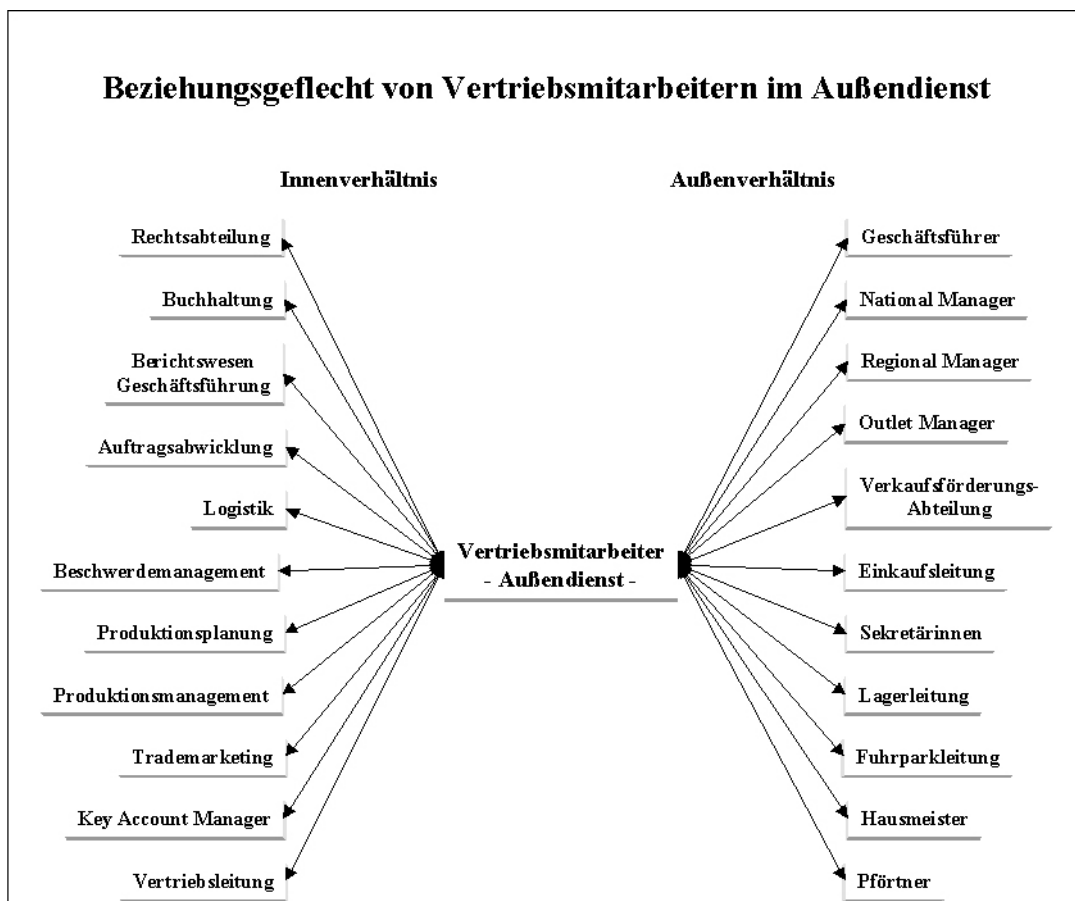 Beziehungsgeflecht von Vertriebsmitarbeitern im Außendienst
Innenverhältnis
Außenverhältnis
Rechtsabteilung
Buchhaltung
Berichtswesen
Geschäftsführung
Auftragsabwicklung
Logistik
Beschwerdemanagement
Produktionsplanung
Produktionsmanagement
Trademarketing
Key Account Manager
Vertriebsleitung
Vertriebsmitarbeiter
- Außendienst -
Geschäftsführer
National Manager
Regional Manager
Outlet Manager
Verkaufsförderungs-
Abteilung
Einkaufsleitung
Sekretärinnen
Lagerleitung
Fuhrparkleitung
Hausmeister
Pförtner